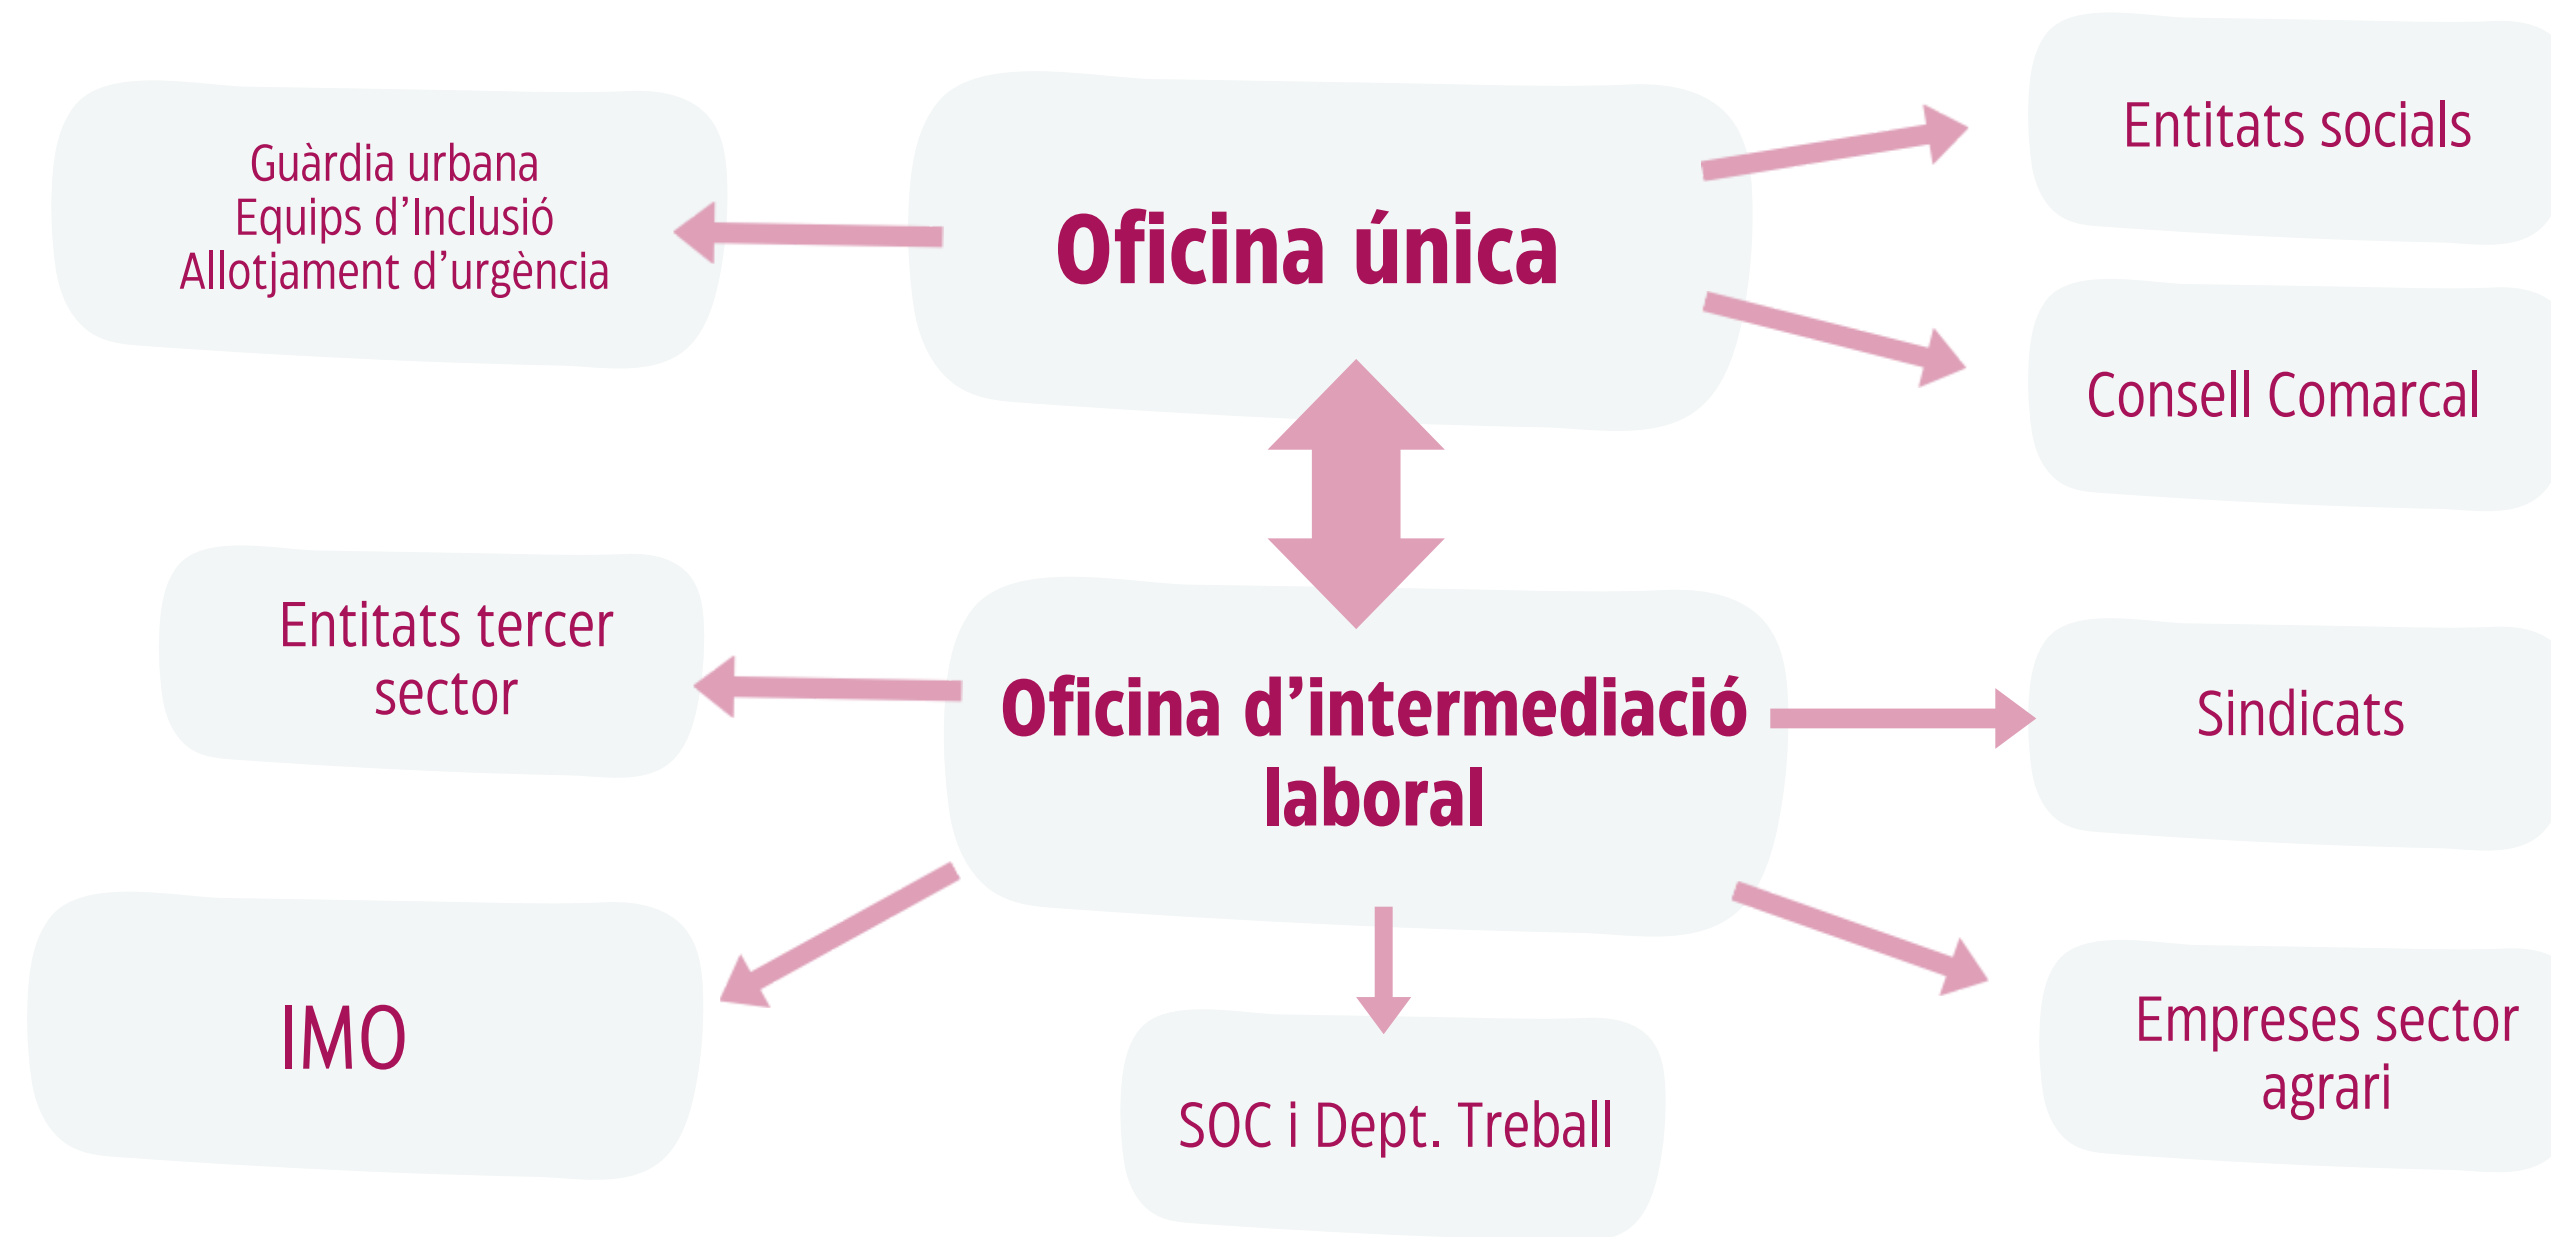 Guàrdia urbana
Equips d’Inclusió
Allotjament d’urgència
Oficina única
Entitats socials
Consell Comarcal
Entitats tercer
sector
Oficina d’intermediació
laboral
Sindicats
IMO
SOC i Dept. Treball
Empreses sector
agrari